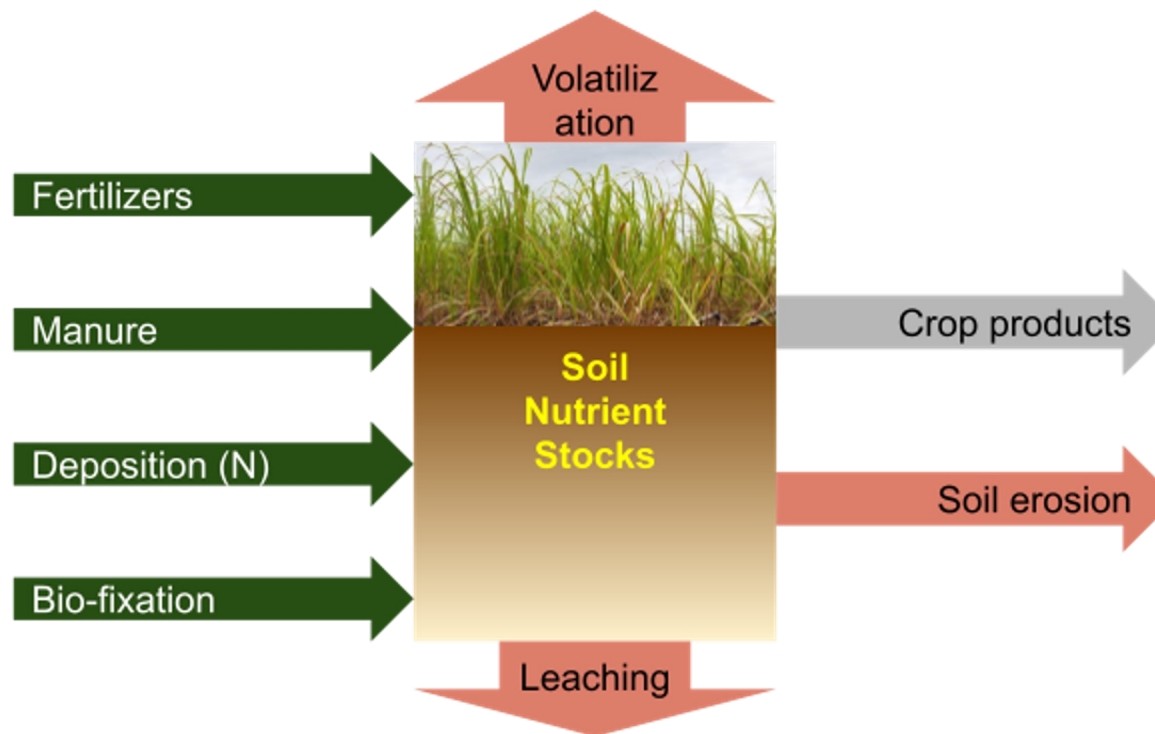 Volatiliz
ation
Fertilizers
Manure
Crop products
Soil
Nutrient
Stocks
Deposition (N)
Soil erosion
Bio-fixation
Leaching